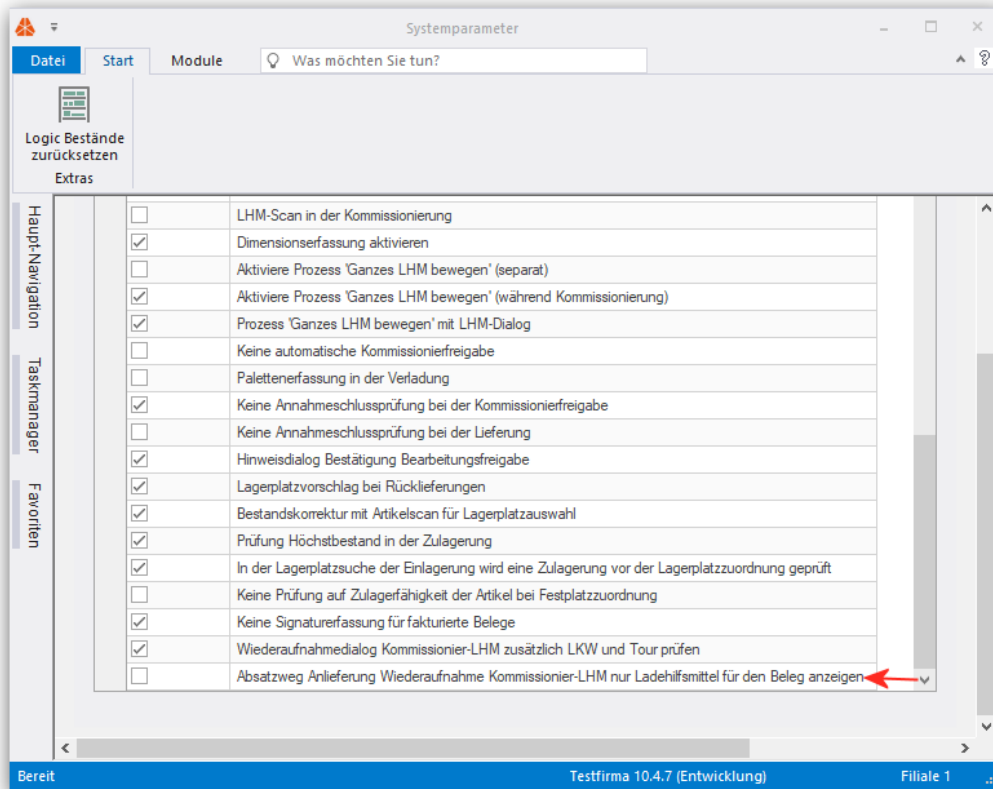 Systemparameter
Datei Start Module Was möchten Sie tun?
Logic Bestände
zurücksetzen
Extras
Haupt-Navigation
Taskmanager
Favoriten
LHM-Scan in der Kommissionierung
Dimensionserfassung aktivieren
Aktiviere Prozess 'Ganzes LHM bewegen' (separat)
Aktiviere Prozess 'Ganzes LHM bewegen' (während Kommissionierung)
Prozess 'Ganzes LHM bewegen' mit LHM-Dialog
Keine automatische Kommissionierfreigabe
Palettenerfassung in der Verladung
Keine Annahmeschlussprüfung bei der Kommissionierfreigabe
Keine Annahmeschlussprüfung bei der Lieferung
Hinweisdialog Bestätigung Bearbeitungsfreigabe
Lagerplatzvorschlag bei Rücklieferungen
Bestandskorrektur mit Artikelscan für Lagerplatzauswahl
Prüfung Höchstbestand in der Zulagerung
In der Lagerplatzsuche der Einlagerung wird eine Zulagerung vor der Lagerplatzzuordnung geprüft
Keine Prüfung auf Zulagerfähigkeit der Artikel bei Festplatzzuordnung
Keine Signaturerfassung für fakturierte Belege
Wiederaufnahmedialog Kommissionier-LHM zusätzlich LKW und Tour prüfen
Absatzweg Anlieferung Wiederaufnahme Kommissionier-LHM nur Ladehilfsmittel für den Beleg anzeigen
Bereit Testfirma 10.4.7 (Entwicklung) Filiale 1